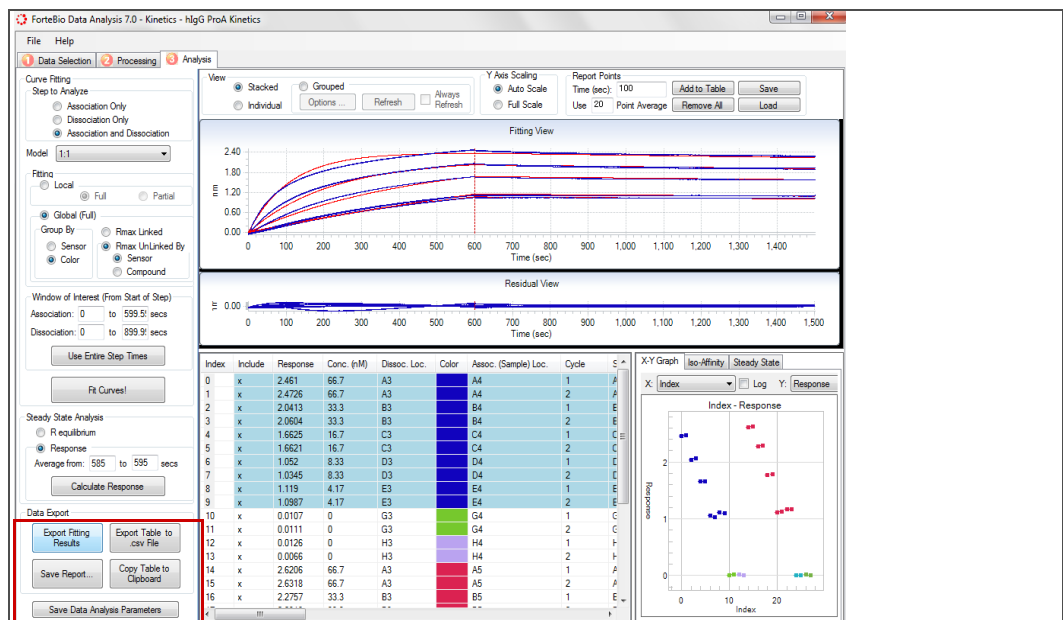 ForteBio Data Analysis 7.0 - Kinetics - hIgG ProA Kinetics
File Help
1 Data Selection 2 Processing 3 Analysis
Curve Fitting
Step to Analyze
Association Only
Dissociation Only
Association and Dissociation
Model 1:1
Fitting
Local
Full Partial
Global (Full)
Group By
Sensor
Color
Rmax Linked
Rmax UnLinked By
Sensor
Compound
Window of Interest (From Start of Step)
Association: 0 to 599.5 secs
Dissociation: 0 to 899.9 secs
Use Entire Step Times
Fit Curves!
Steady State Analysis
R equilibrium
Response
Average from: 585 to 595 secs
Calculate Response
Data Export
Export Fitting Results
Export Table to .csv File
Save Report...
Copy Table to Clipboard
Save Data Analysis Parameters
View
Stacked Grouped
Individual Options ... Refresh Always Refresh
Y Axis Scaling
Auto Scale
Full Scale
Report Points
Time (sec): 100 Add to Table Save
Use 20 Point Average Remove All Load
Fitting View
2.40
1.80
1.20
0.60
0.00
nm
0 100 200 300 400 500 600 700 800 900 1,000 1,100 1,200 1,300 1,400
Time (sec)
Residual View
0.00
0 100 200 300 400 500 600 700 800 900 1,000 1,100 1,200 1,300 1,400 1,500
Time (sec)
Index Include Response Conc. (nM) Dissoc. Loc. Color Assoc. (Sample) Loc. Cycle
0 x 2.461 66.7 A3 A4 1
1 x 2.4726 66.7 A3 A4 2
2 x 2.0413 33.3 B3 B4 1
3 x 2.0604 33.3 B3 B4 2
4 x 1.6625 16.7 C3 C4 1
5 x 1.6621 16.7 C3 C4 2
6 x 1.052 8.33 D3 D4 1
7 x 1.0345 8.33 D3 D4 2
8 x 1.119 4.17 E3 E4 1
9 x 1.0987 4.17 E3 E4 2
10 x 0.0107 0 G3 G4 1
11 x 0.0111 0 G3 G4 2
12 x 0.0126 0 H3 H4 1
13 x 0.0066 0 H3 H4 2
14 x 2.6206 66.7 A3 A5 1
15 x 2.6318 66.7 A3 A5 2
16 x 2.2757 33.3 B3 B5 1
X-Y Graph Iso-Affinity Steady State
X: Index Log Y: Response
Index - Response
Response
2
1
0
0 10 20
Index